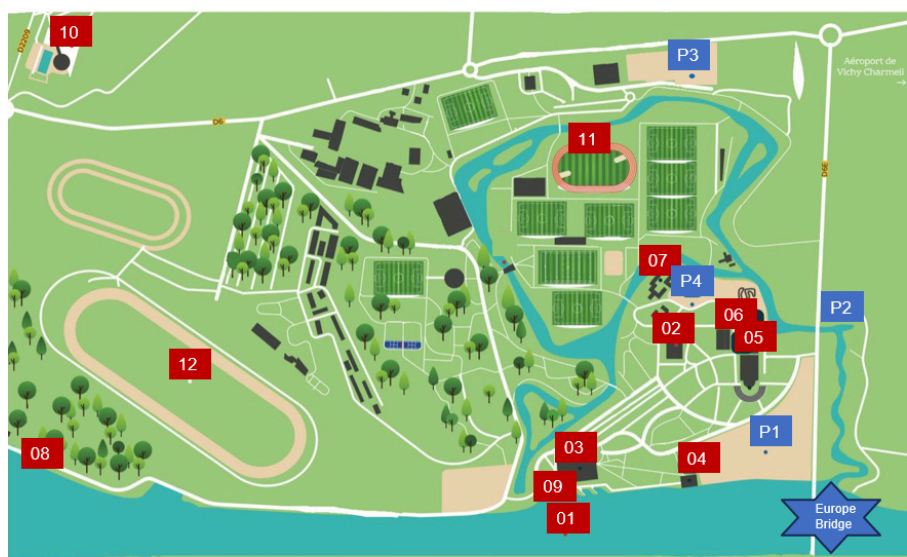 10
D2209
P3
Aéroport de
Vichy Charmeil
→
D6
11
D6E
07
P4
06
P2
02
05
12
08
03
04
P1
09
01
Europe
Bridge